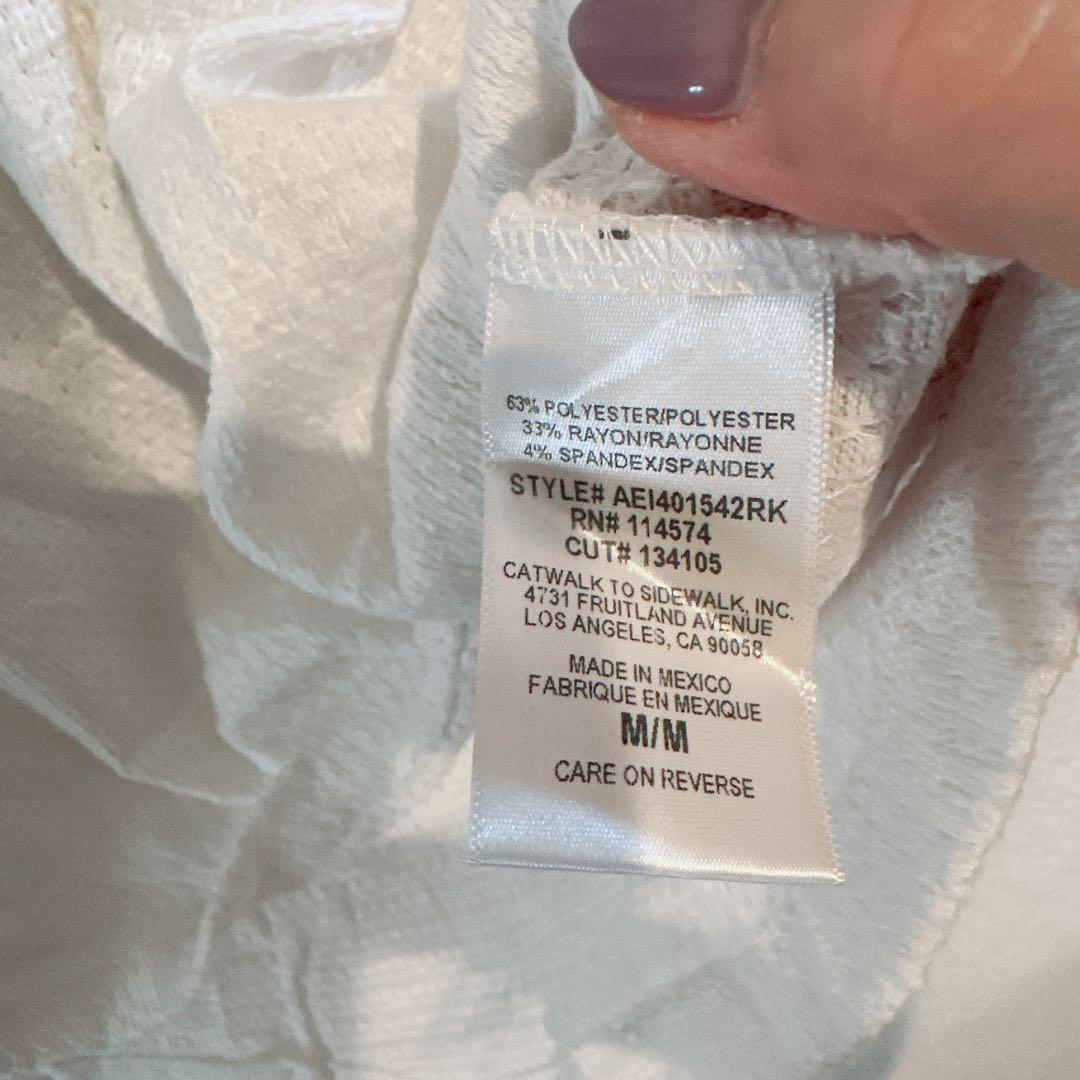 63% POLYESTER/POLYESTER
33% RAYON/RAYONNE
4% SPANDEX/SPANDEX
STYLE# AEI401542RK
RN# 114574
CUT# 134105
CATWALK TO SIDEWALK, INC.
4731 FRUITLAND AVENUE
LOS ANGELES, CA 90058
MADE IN MEXICO
FABRIQUE EN MEXIQUE
M/M
CARE ON REVERSE